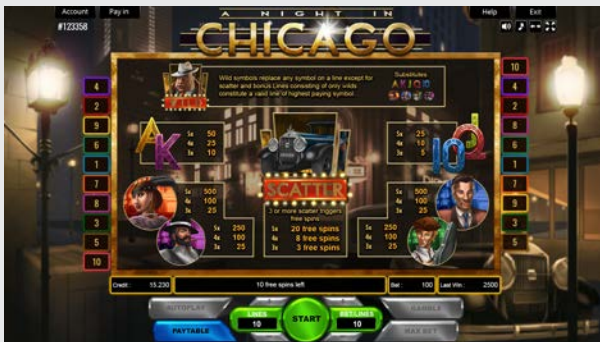 Account
Pay in
A NIGHT IN
Help
Exit
#123358
CHICAGO
WILD
Wild symbols replace any symbol on a line except for
scatter and bonus Lines consisting of only wilds
constitute a valid line of highest paying symbol.
Substitutes
A K J Q 10
4
2
9
6
1
7
8
3
5
10
10
4
2
8
6
1
7
9
3
5
A K
5x 50
4x 25
3x 10
5x 25
4x 10
3x 5
10 J Q
SCATTER
3 or more scatter triggers
free spins
5x 20 free spins
4x 8 free spins
3x 3 free spins
5x 500
4x 100
3x 25
5x 250
4x 100
3x 25
5x 500
4x 100
3x 25
5x 250
4x 100
3x 25
Credit: 15.230
10 free spins left
Bet: 100
Last Win: 2500
AUTOPLAY
PAYTABLE
LINES
10
START
BET/LINES
10
GAMBLE
MAX BET